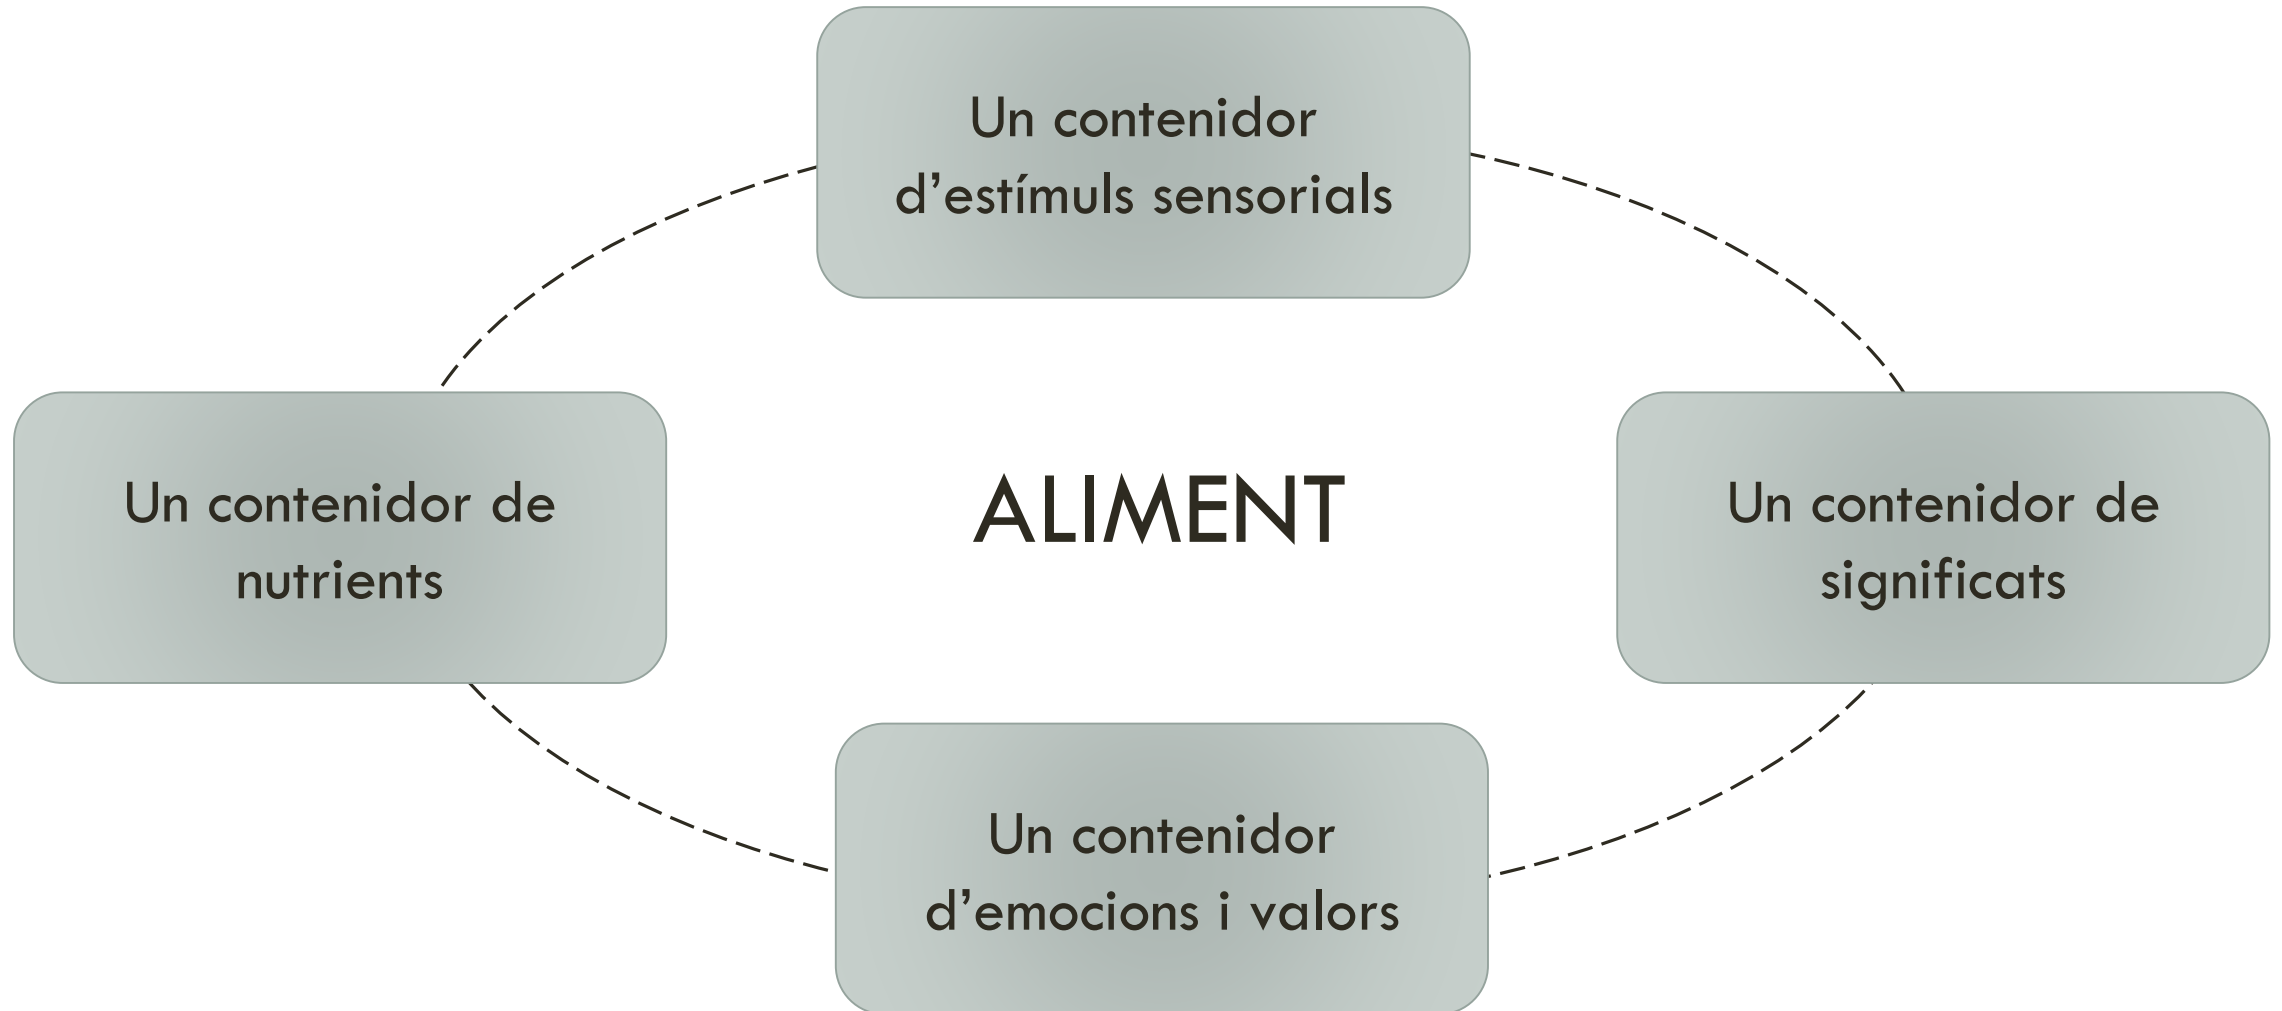 Un contenidor
d’estímuls sensorials
Un contenidor de
nutrients
ALIMENT
Un contenidor de
significats
Un contenidor
d’emocions i valors